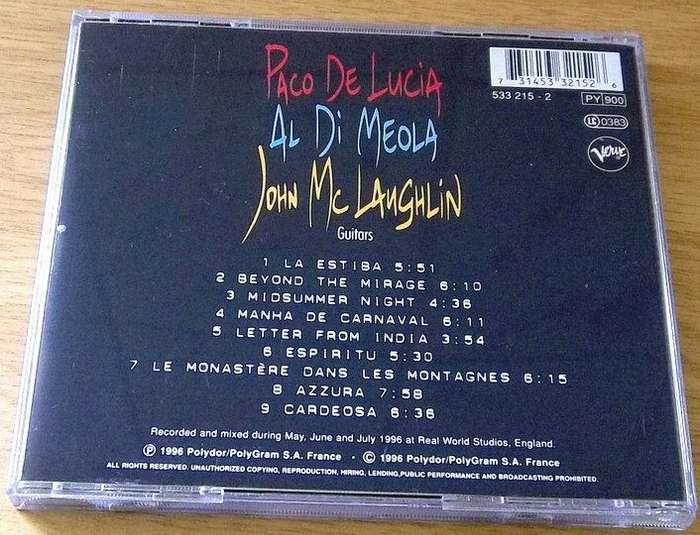 PACO DE LUCIA
AL DI MEOLA
JOHN MC LAUGHLIN
Guitars
7 31453 32152 6
533 215 - 2
PY 900
LC 0383
Verve
1 LA ESTIBA 5:51
2 BEYOND THE MIRAGE 6:10
3 MIDSUMMER NIGHT 4:36
4 MANHA DE CARNAVAL 6:11
5 LETTER FROM INDIA 3:54
6 ESPIRITU 5:30
7 LE MONASTÈRE DANS LES MONTAGNES 6:15
8 AZZURA 7:58
9 CARDEOSA 6:36
Recorded and mixed during May, June and July 1996 at Real World Studios, England.
℗ 1996 Polydor/PolyGram S.A. France · © 1996 Polydor/PolyGram S.A. France
ALL RIGHTS RESERVED. UNAUTHORIZED COPYING, REPRODUCTION, HIRING, LENDING, PUBLIC PERFORMANCE AND BROADCASTING PROHIBITED.